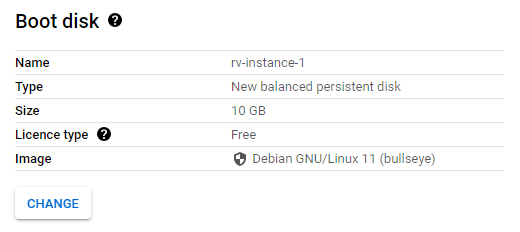 Boot disk ?
Name rv-instance-1
Type New balanced persistent disk
Size 10 GB
Licence type ? Free
Image Debian GNU/Linux 11 (bullseye)
CHANGE